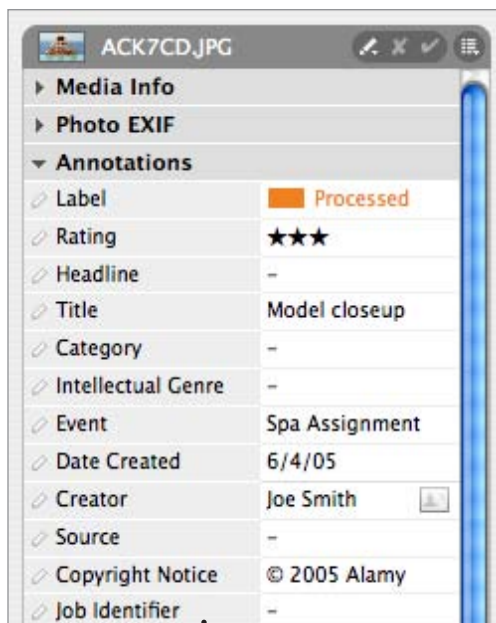 ACK7CD.JPG
Media Info
Photo EXIF
Annotations
Label Processed
Rating ★★★
Headline –
Title Model closeup
Category –
Intellectual Genre –
Event Spa Assignment
Date Created 6/4/05
Creator Joe Smith
Source –
Copyright Notice © 2005 Alamy
Job Identifier –